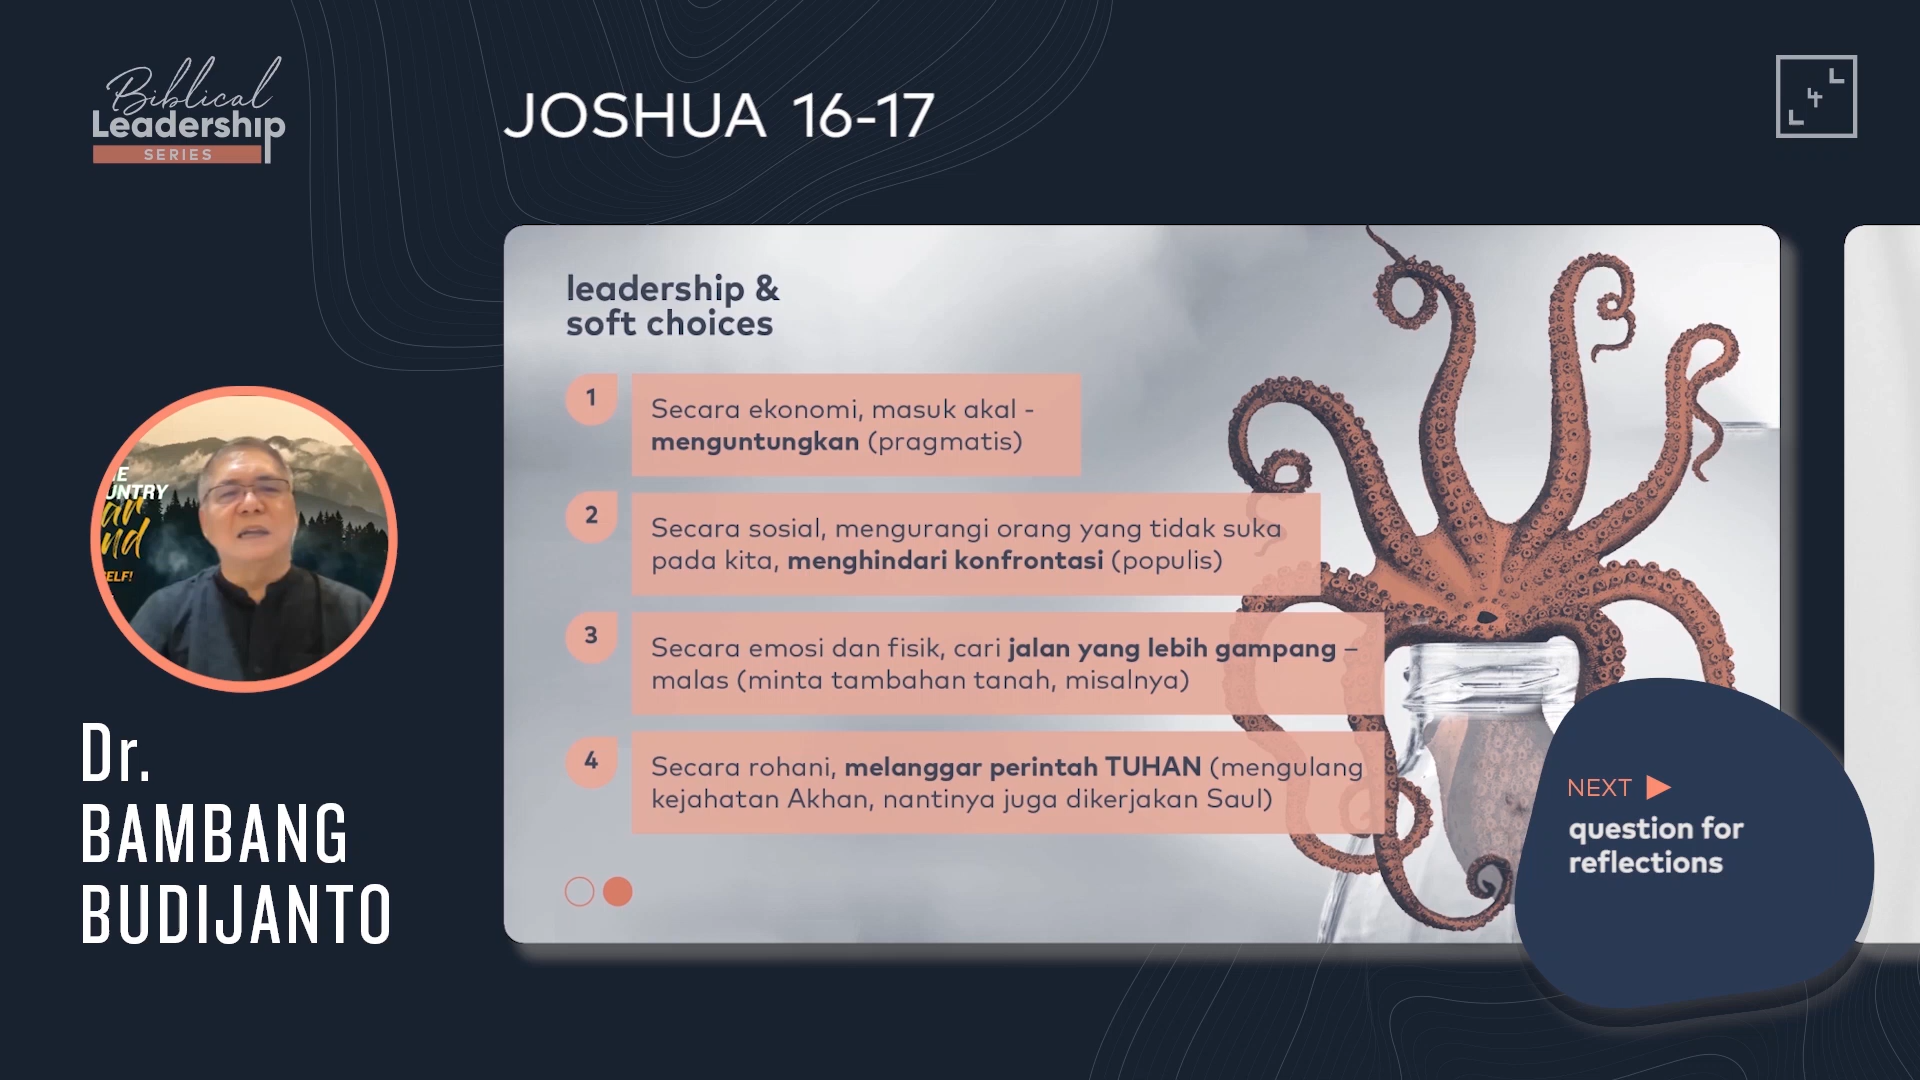 Biblical
Leadership
SERIES
JOSHUA 16-17
leadership &
soft choices
1
Secara ekonomi, masuk akal -
menguntungkan (pragmatis)
2
Secara sosial, mengurangi orang yang tidak suka
pada kita, menghindari konfrontasi (populis)
3
Secara emosi dan fisik, cari jalan yang lebih gampang –
malas (minta tambahan tanah, misalnya)
4
Secara rohani, melanggar perintah TUHAN (mengulang
kejahatan Akhan, nantinya juga dikerjakan Saul)
NEXT
question for
reflections
Dr.
BAMBANG
BUDIJANTO